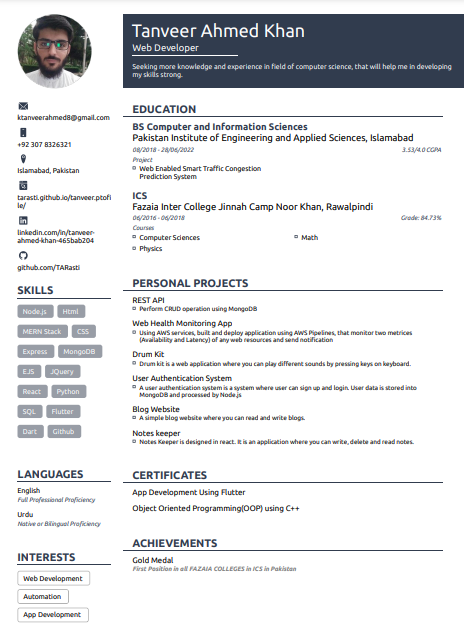 Tanveer Ahmed Khan
Web Developer
Seeking more knowledge and experience in field of computer science, that will help me in developing
my skills strong.
ktanveerahmed8@gmail.com
+92 307 8326321
Islamabad, Pakistan
tarasti.github.io/tanveer.ptofi
le/
linkedin.com/in/tanveer-
ahmed-khan-465bab204
github.com/TARasti
SKILLS
Node.js Html
MERN Stack CSS
Express MongoDB
EJS JQuery
React Python
SQL Flutter
Dart Github
LANGUAGES
English
Full Professional Proficiency
Urdu
Native or Bilingual Proficiency
INTERESTS
Web Development
Automation
App Development
EDUCATION
BS Computer and Information Sciences
Pakistan Institute of Engineering and Applied Sciences, Islamabad
08/2018 - 28/06/2022 3.53/4.0 CGPA
Project
Web Enabled Smart Traffic Congestion
Prediction System
ICS
Fazaia Inter College Jinnah Camp Noor Khan, Rawalpindi
06/2016 - 06/2018 Grade: 84.73%
Courses
Computer Sciences Math
Physics
PERSONAL PROJECTS
REST API
Perform CRUD operation using MongoDB
Web Health Monitoring App
Using AWS services, built and deploy application using AWS Pipelines, that monitor two metrics
(Availability and Latency) of any web resources and send notification
Drum Kit
Drum kit is a web application where you can play different sounds by pressing keys on keyboard.
User Authentication System
A user authentication system is a system where user can sign up and login. User data is stored into
MongoDB and processed by Node.js
Blog Website
A simple blog website where you can read and write blogs.
Notes keeper
Notes Keeper is designed in react. It is an application where you can write, delete and read notes.
CERTIFICATES
App Development Using Flutter
Object Oriented Programming(OOP) using C++
ACHIEVEMENTS
Gold Medal
First Position in all FAZAIA COLLEGES in ICS in Pakistan